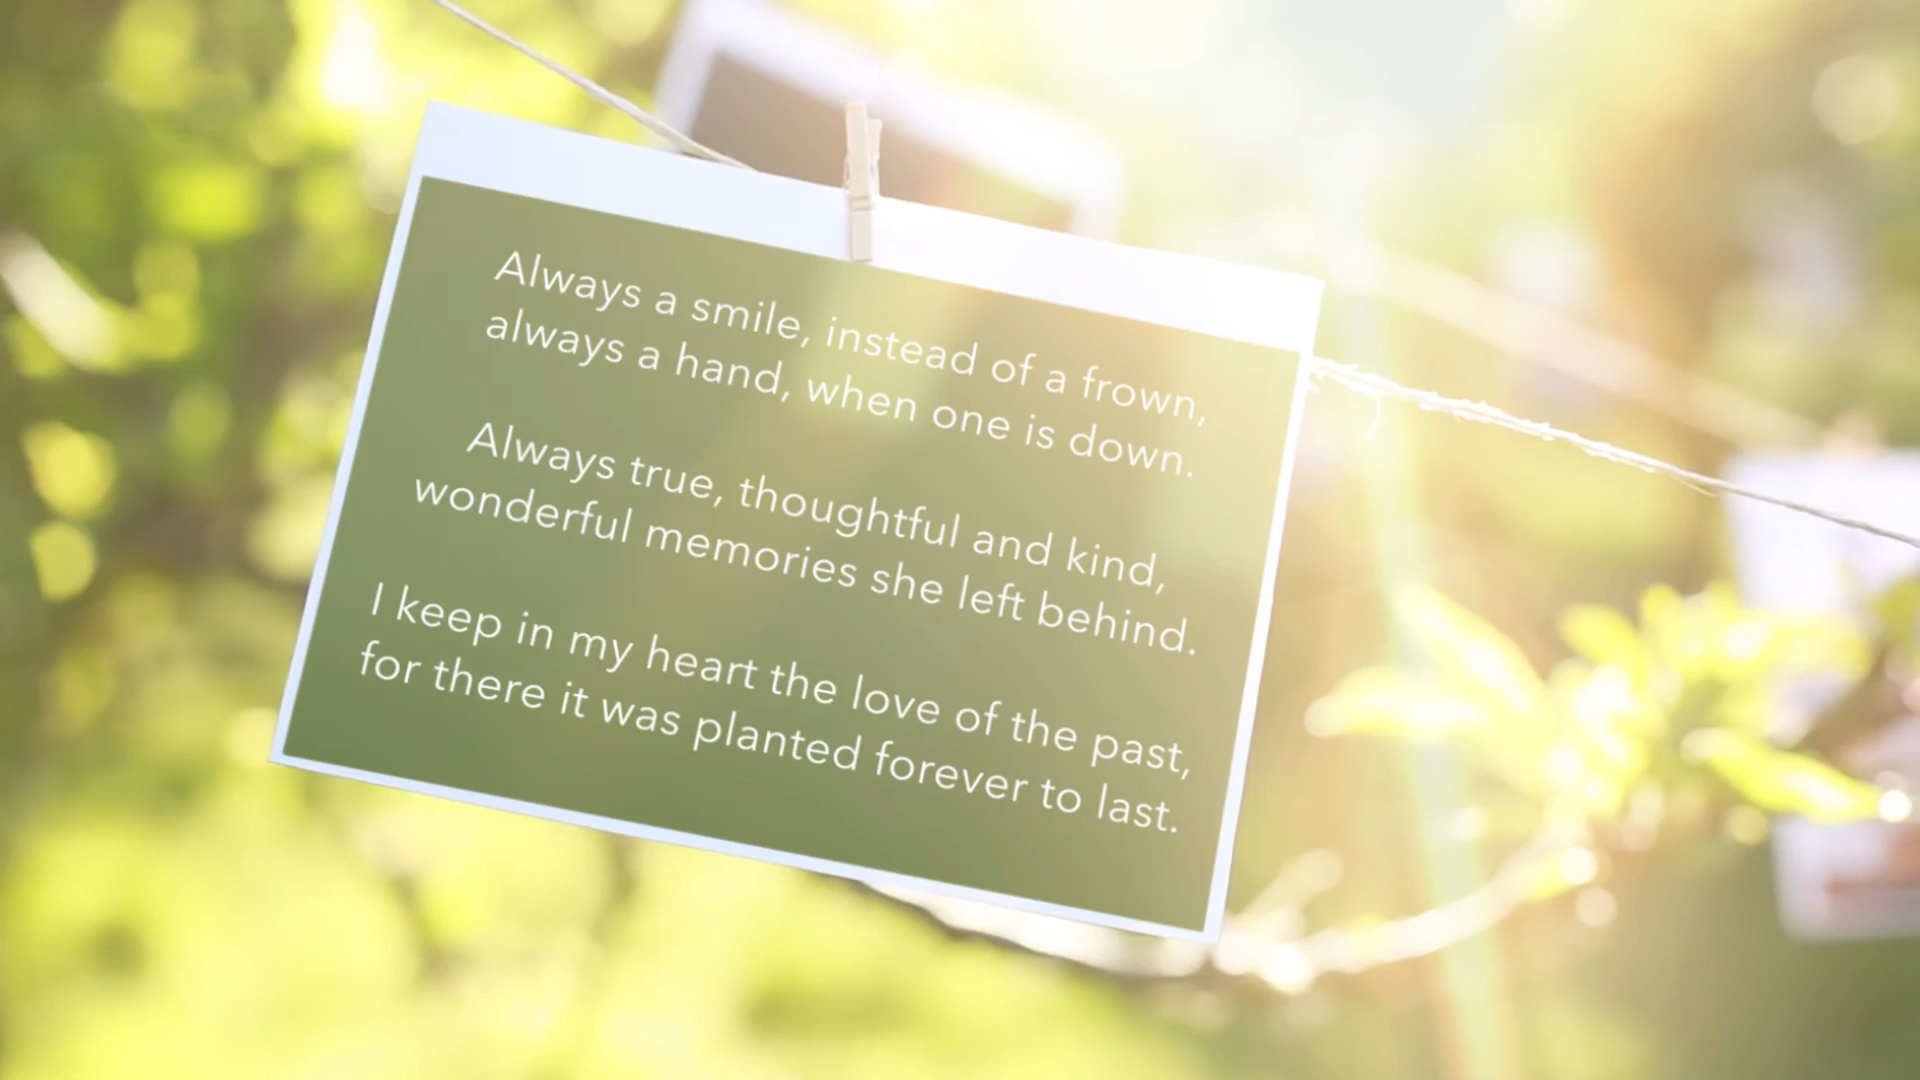 Always a smile, instead of a frown,
always a hand, when one is down.
Always true, thoughtful and kind,
wonderful memories she left behind.
I keep in my heart the love of the past,
for there it was planted forever to last.